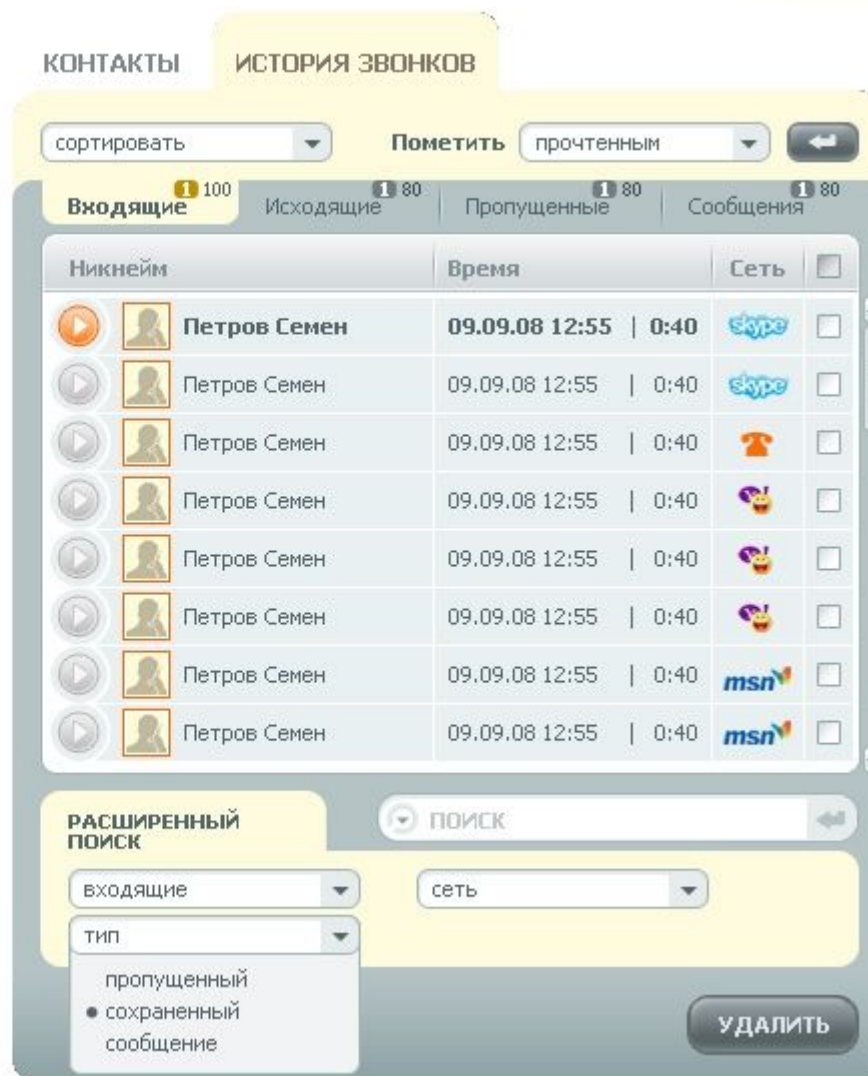 КОНТАКТЫ ИСТОРИЯ ЗВОНКОВ
сортировать Пометить прочтенным
Входящие 1 100 Исходящие 1 80 Пропущенные 1 80 Сообщения 1 80
Никнейм Время Сеть
Петров Семен 09.09.08 12:55 | 0:40 skype
Петров Семен 09.09.08 12:55 | 0:40 skype
Петров Семен 09.09.08 12:55 | 0:40
Петров Семен 09.09.08 12:55 | 0:40 Y!
Петров Семен 09.09.08 12:55 | 0:40 Y!
Петров Семен 09.09.08 12:55 | 0:40 Y!
Петров Семен 09.09.08 12:55 | 0:40 msn
Петров Семен 09.09.08 12:55 | 0:40 msn
РАСШИРЕННЫЙ
ПОИСК
ПОИСК
входящие сеть
тип
пропущенный
• сохраненный
сообщение
УДАЛИТЬ